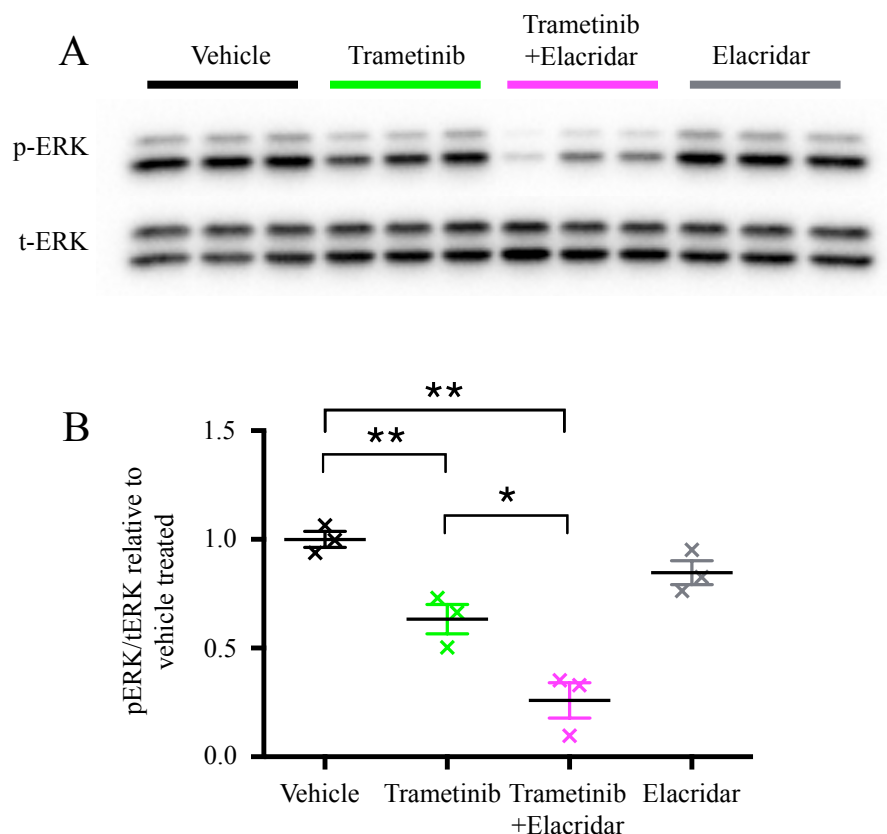 A
Vehicle
Trametinib
Trametinib
+Elacridar
Elacridar
p-ERK
t-ERK
B
pERK/tERK relative to
vehicle treated
1.5
1.0
0.5
0.0
**
**
*
Vehicle
Trametinib
Trametinib
+Elacridar
Elacridar